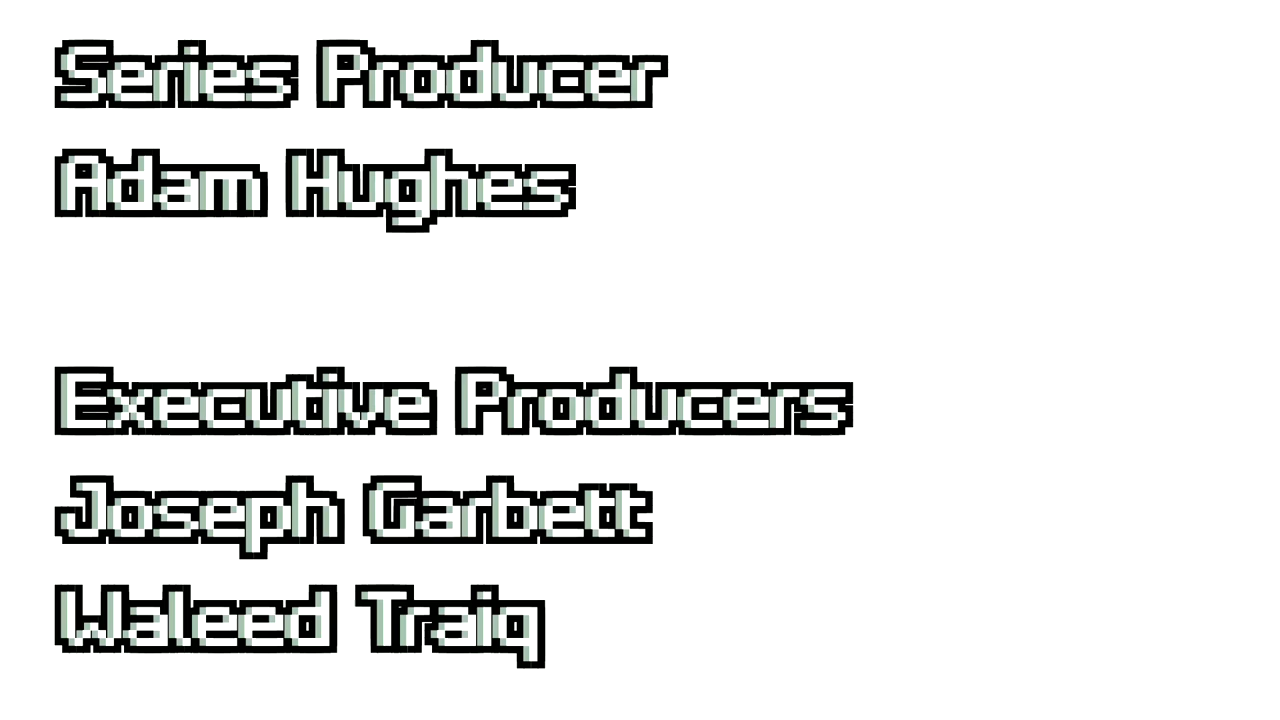 Series Producer
Adam Hughes
Executive Producers
Joseph Garbett
Waleed Traiq